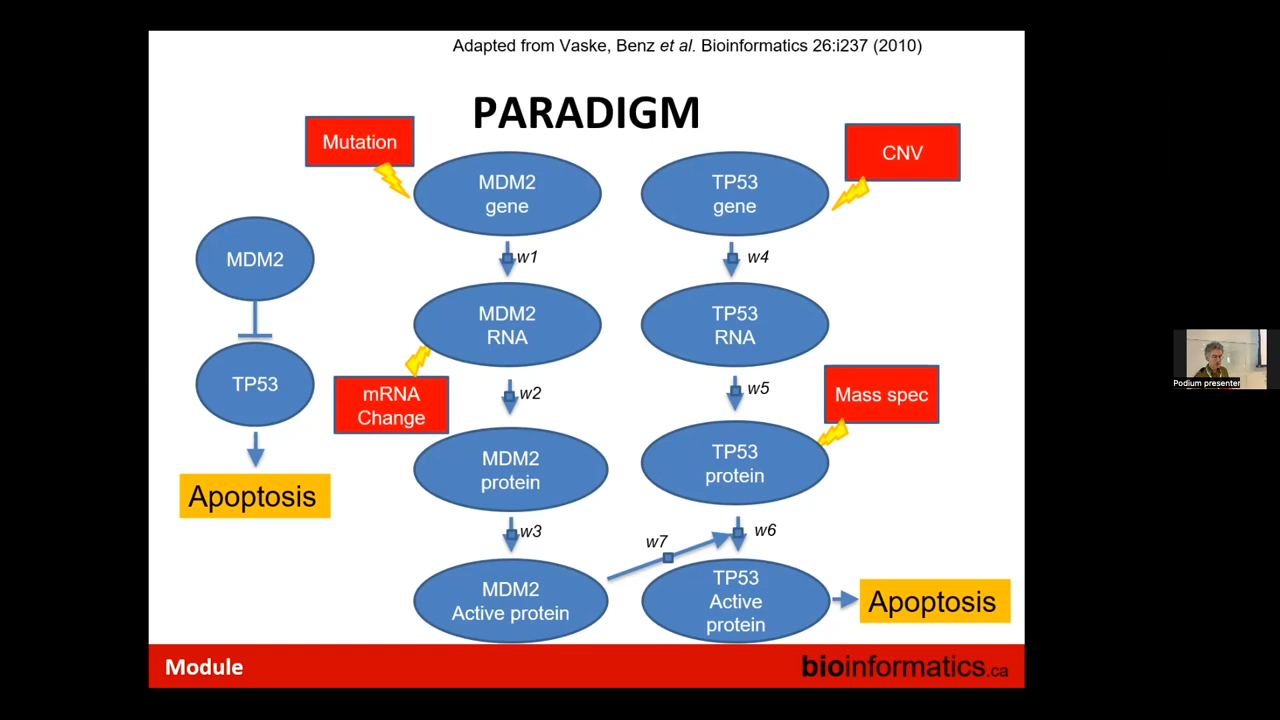 Adapted from Vaske, Benz et al. Bioinformatics 26:i237 (2010)
PARADIGM
Mutation
CNV
MDM2
gene
TP53
gene
MDM2
w1
w4
MDM2
RNA
TP53
RNA
TP53
mRNA
Change
w2
w5
Mass spec
MDM2
protein
TP53
protein
Apoptosis
w3
w7
w6
MDM2
Active protein
TP53
Active
protein
Apoptosis
Module
bioinformatics.ca
Podium presenter